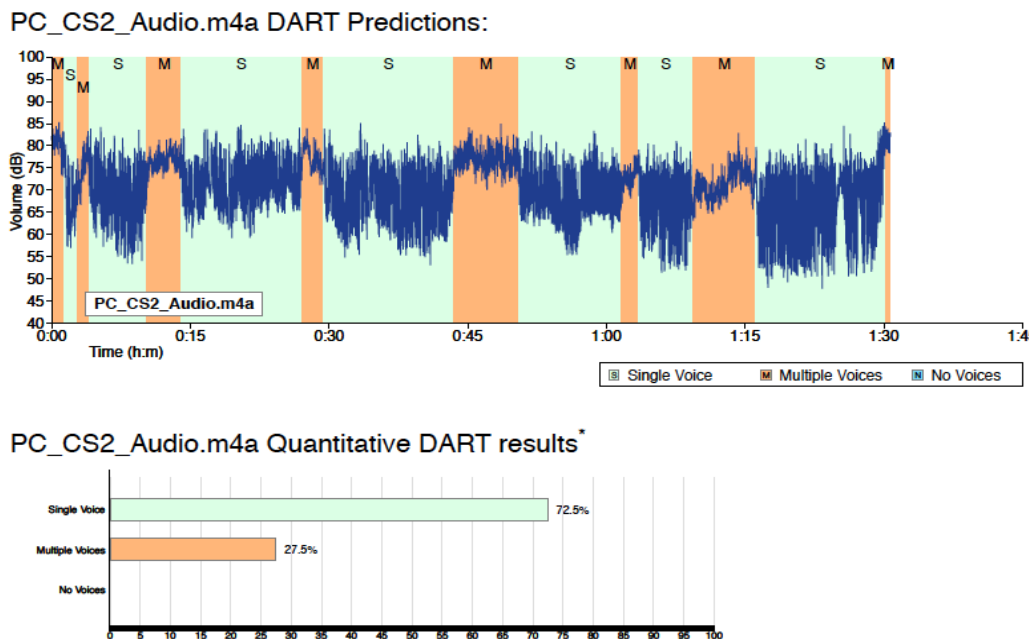 PC_CS2_Audio.m4a DART Predictions:
100
95
90
85
80
75
70
65
60
55
50
45
40
Volume (dB)
M S M S M S M S M S M S M S M
PC_CS2_Audio.m4a
0:00 0:15 0:30 0:45 1:00 1:15 1:30 1:4
Time (h:m)
S Single Voice M Multiple Voices N No Voices
PC_CS2_Audio.m4a Quantitative DART results*
Single Voice 72.5%
Multiple Voices 27.5%
No Voices
0 5 10 15 20 25 30 35 40 45 50 55 60 65 70 75 80 85 90 95 100